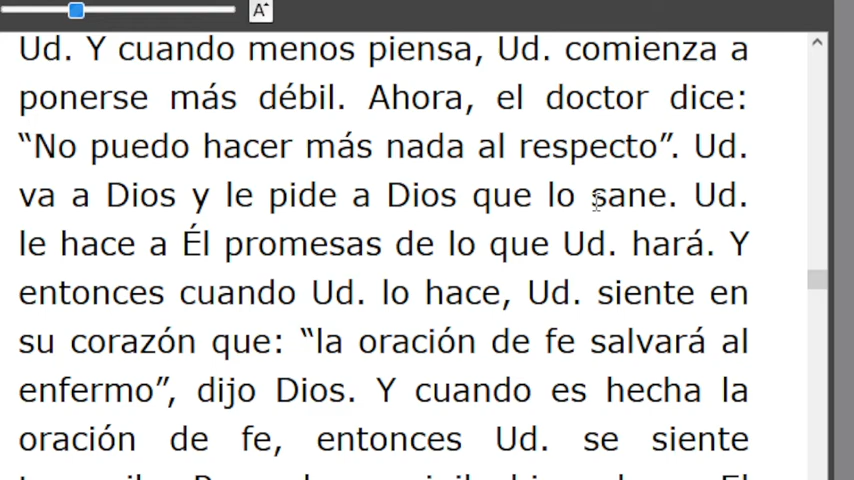 A
Ud. Y cuando menos piensa, Ud. comienza a
ponerse más débil. Ahora, el doctor dice:
“No puedo hacer más nada al respecto”. Ud.
va a Dios y le pide a Dios que lo sane. Ud.
le hace a Él promesas de lo que Ud. hará. Y
entonces cuando Ud. lo hace, Ud. siente en
su corazón que: “la oración de fe salvará al
enfermo”, dijo Dios. Y cuando es hecha la
oración de fe, entonces Ud. se siente